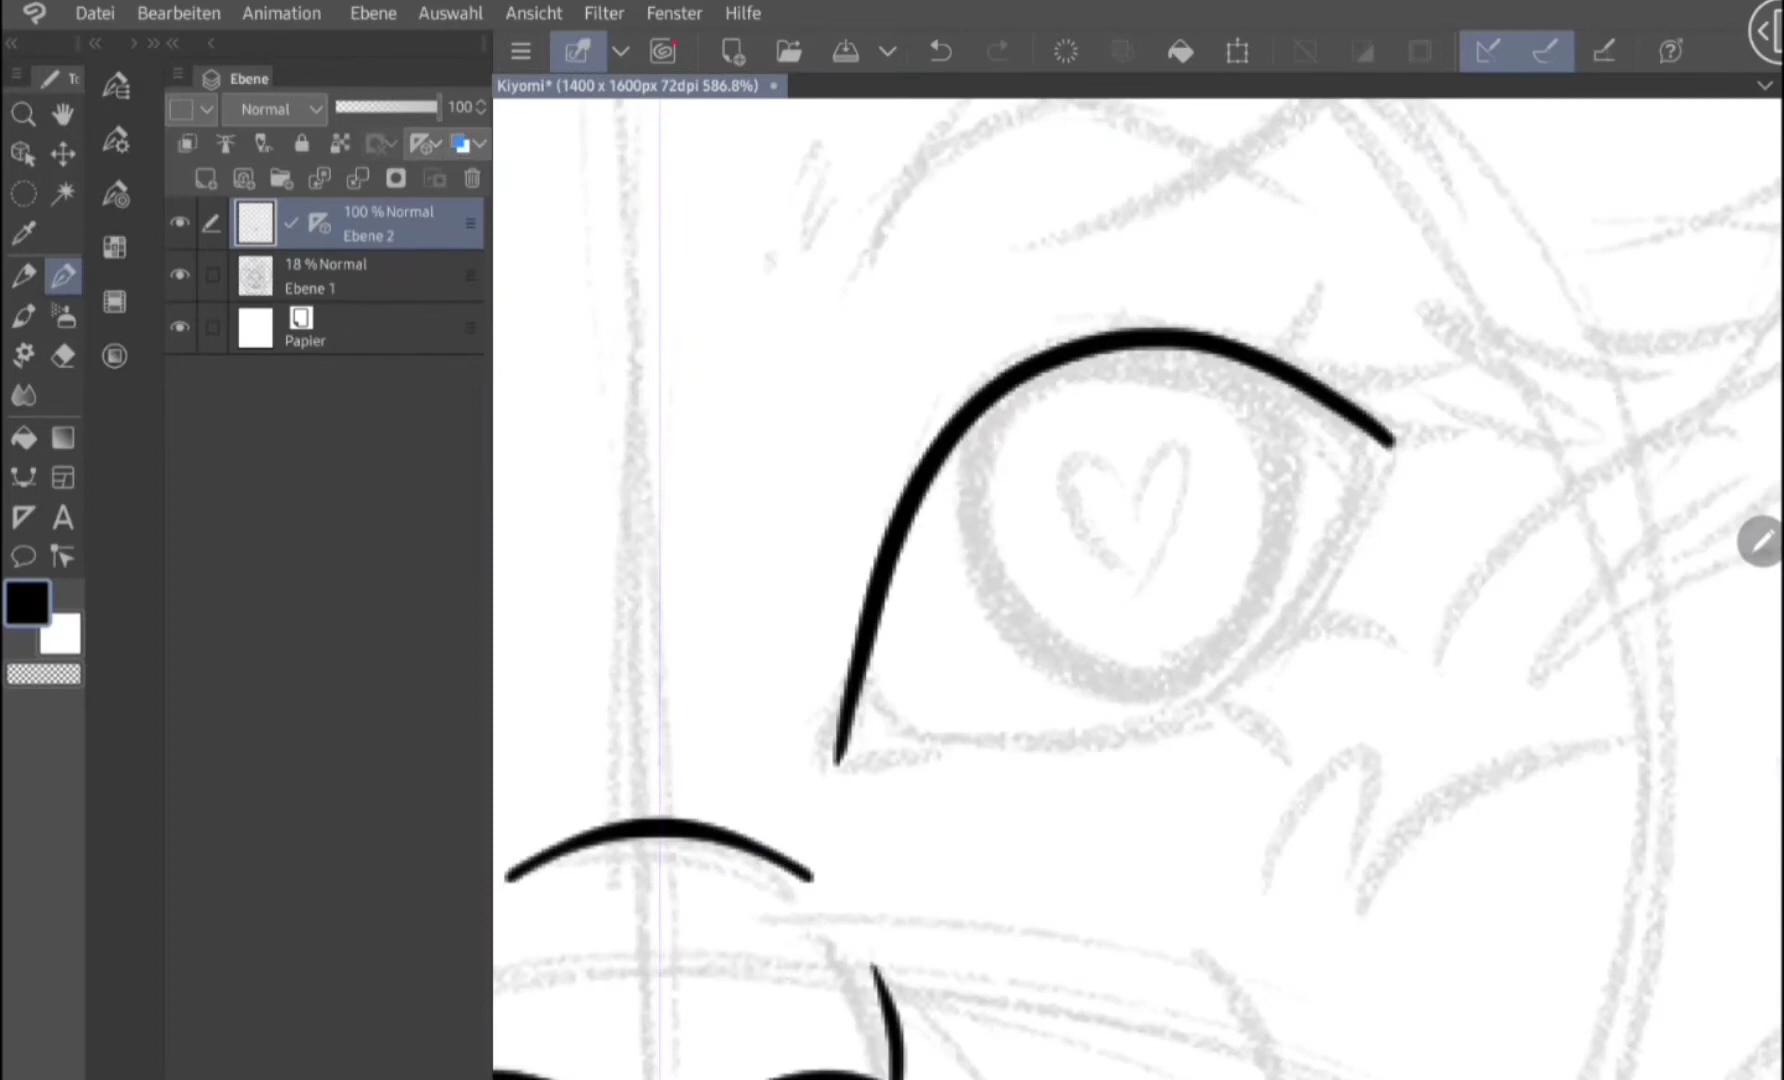 Datei Bearbeiten Animation Ebene Auswahl Ansicht Filter Fenster Hilfe
Kiyomi* (1400 x 1600px 72dpi 586.8%)
Ebene
Normal 100
100 % Normal
Ebene 2
18 % Normal
Ebene 1
Papier